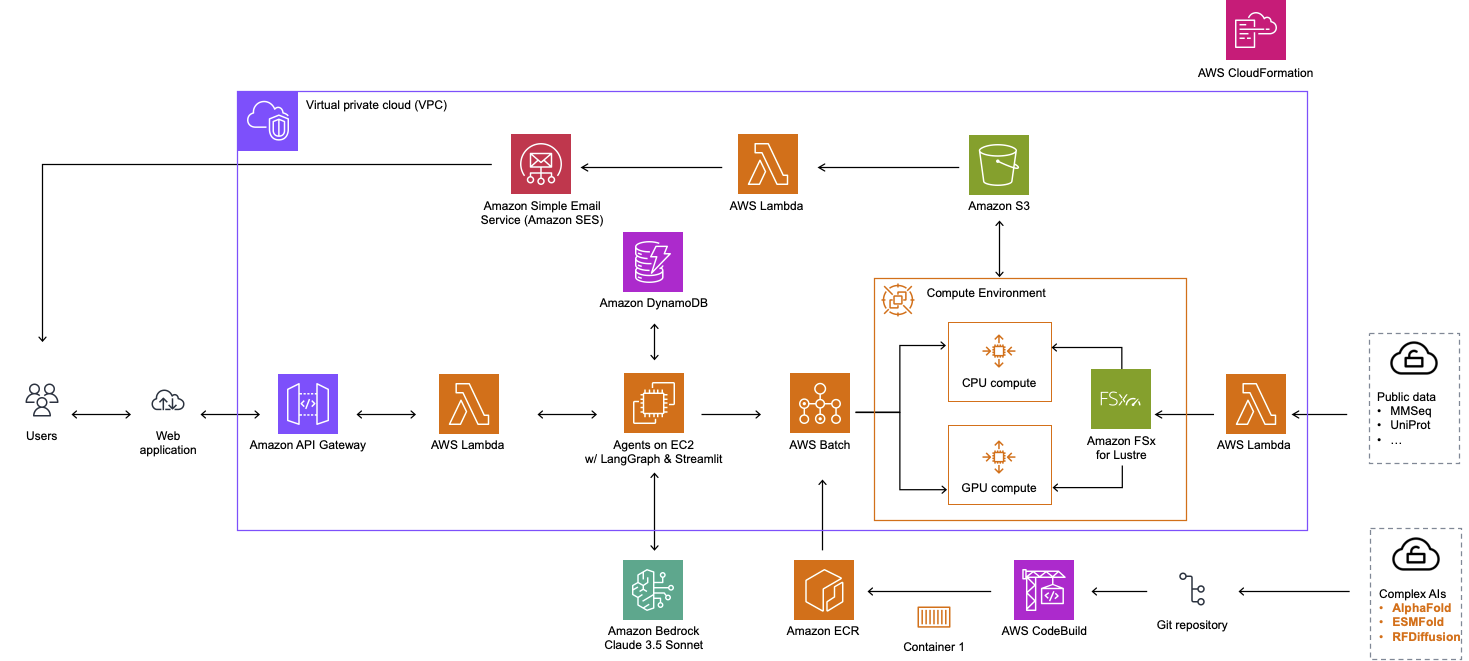 AWS CloudFormation
Virtual private cloud (VPC)
Amazon Simple Email
Service (Amazon SES)
AWS Lambda
Amazon S3
Amazon DynamoDB
Compute Environment
CPU compute
GPU compute
FSx
Amazon FSx
for Lustre
Users
Web
application
Amazon API Gateway
AWS Lambda
Agents on EC2
w/ LangGraph & Streamlit
AWS Batch
AWS Lambda
Public data
• MMSeq
• UniProt
• ...
Amazon Bedrock
Claude 3.5 Sonnet
Amazon ECR
Container 1
AWS CodeBuild
Git repository
Complex AIs
• AlphaFold
• ESMFold
• RFDiffusion